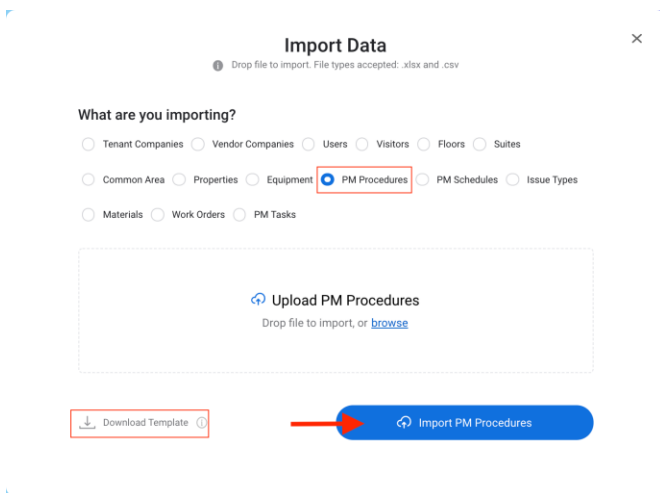 Import Data
Drop file to import. File types accepted: .xlsx and .csv
What are you importing?
Tenant Companies Vendor Companies Users Visitors Floors Suites
Common Area Properties Equipment PM Procedures PM Schedules Issue Types
Materials Work Orders PM Tasks
Upload PM Procedures
Drop file to import, or browse
Download Template Import PM Procedures